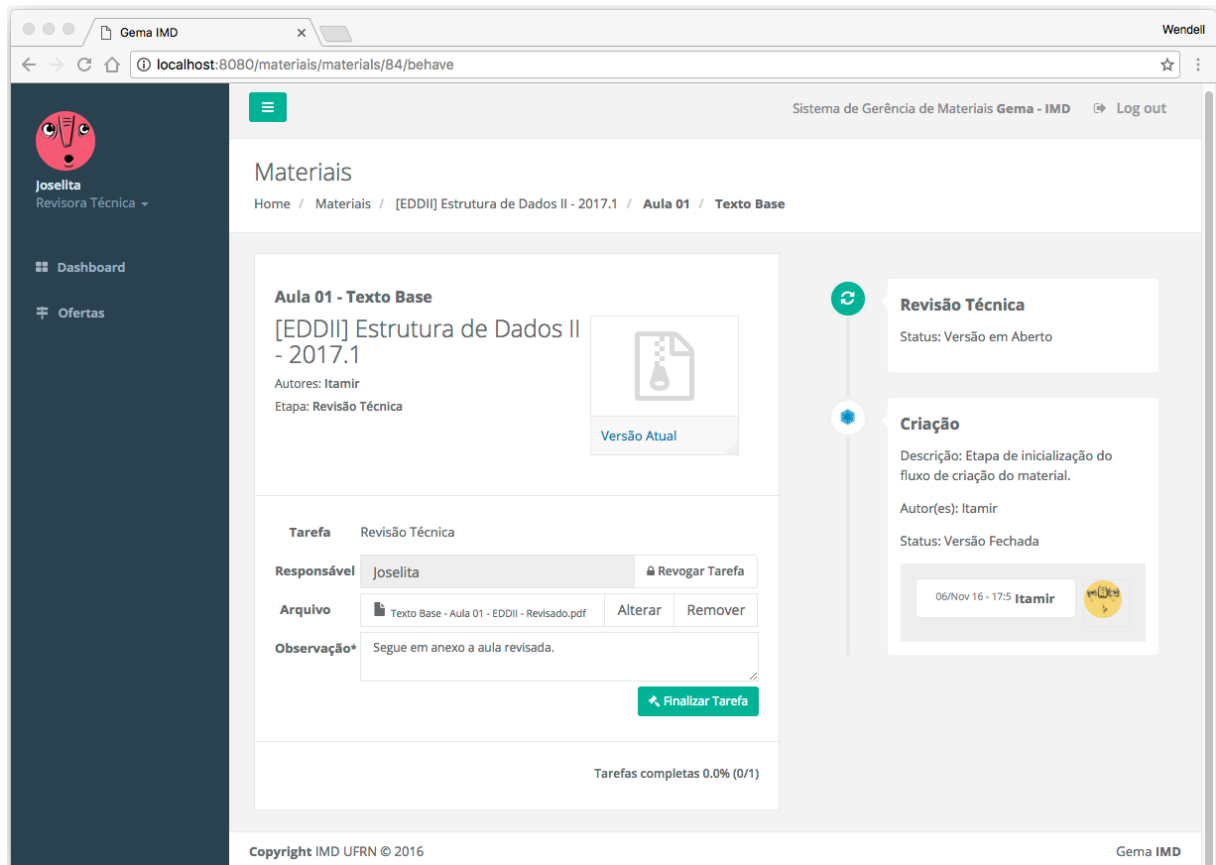 Gema IMD
Wendell
localhost:8080/materiais/materials/84/behave
Joselita
Revisora Técnica
Dashboard
Ofertas
Sistema de Gerência de Materiais Gema - IMD
Log out
Materiais
Home / Materiais / [EDDII] Estrutura de Dados II - 2017.1 / Aula 01 / Texto Base
Aula 01 - Texto Base
[EDDII] Estrutura de Dados II
- 2017.1
Autores: Itamir
Etapa: Revisão Técnica
Versão Atual
Tarefa Revisão Técnica
Responsável Joselita Revogar Tarefa
Arquivo Texto Base - Aula 01 - EDDII - Revisado.pdf Alterar Remover
Observação* Segue em anexo a aula revisada.
Finalizar Tarefa
Tarefas completas 0.0% (0/1)
Revisão Técnica
Status: Versão em Aberto
Criação
Descrição: Etapa de inicialização do
fluxo de criação do material.
Autor(es): Itamir
Status: Versão Fechada
06/Nov 16 - 17:5 Itamir
Copyright IMD UFRN © 2016
Gema IMD